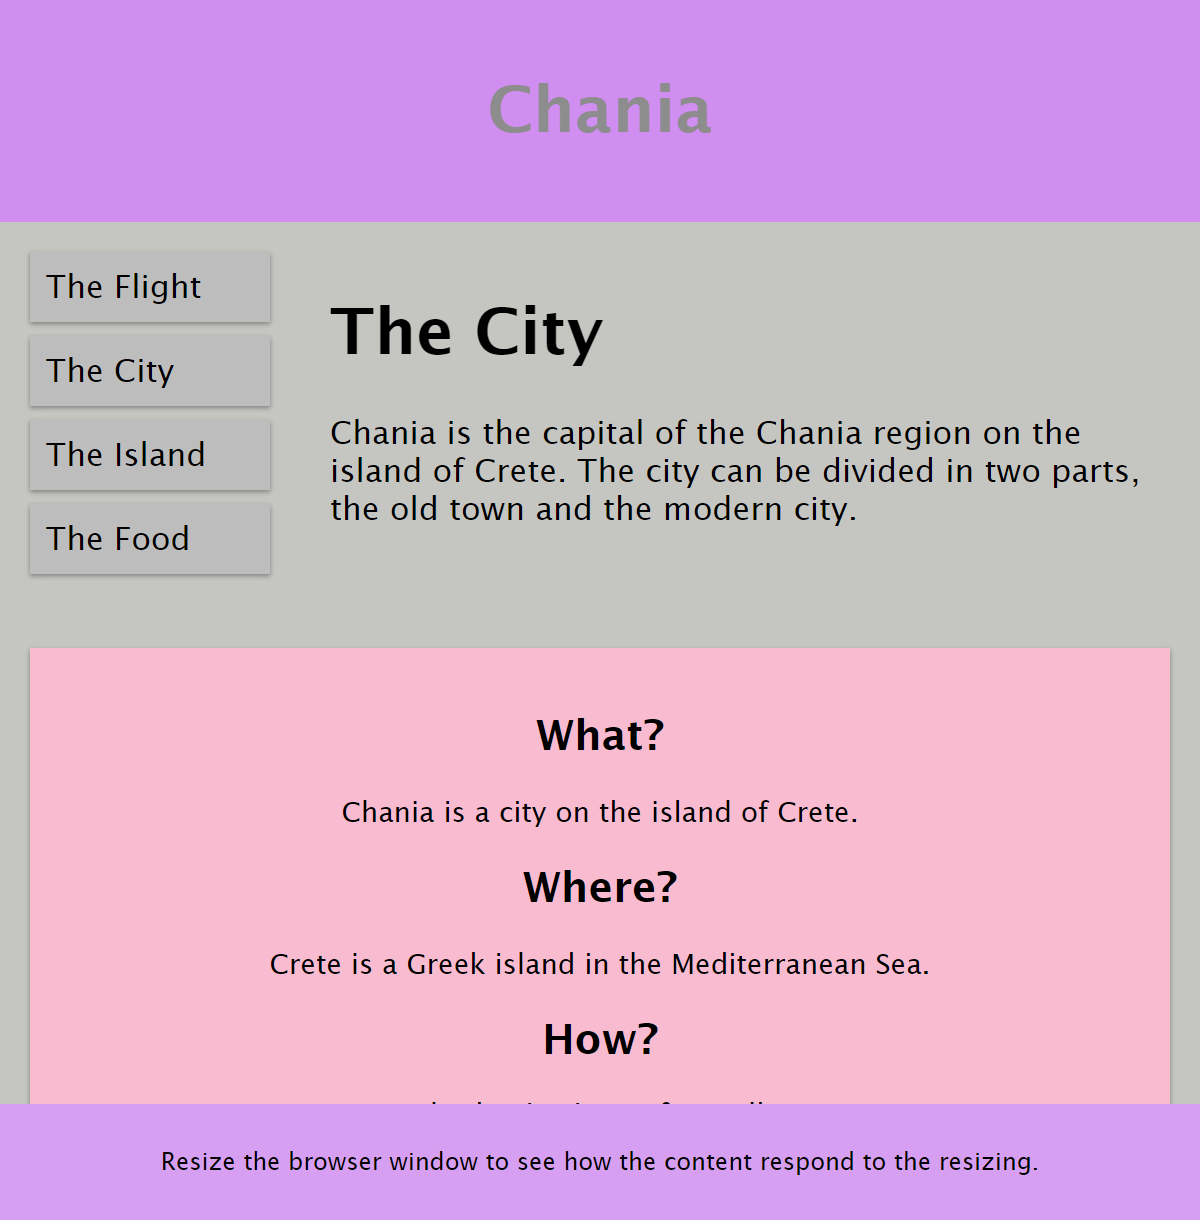 Chania
The Flight
The City
The Island
The Food
The City
Chania is the capital of the Chania region on the
island of Crete. The city can be divided in two parts,
the old town and the modern city.
What?
Chania is a city on the island of Crete.
Where?
Crete is a Greek island in the Mediterranean Sea.
How?
Resize the browser window to see how the content respond to the resizing.